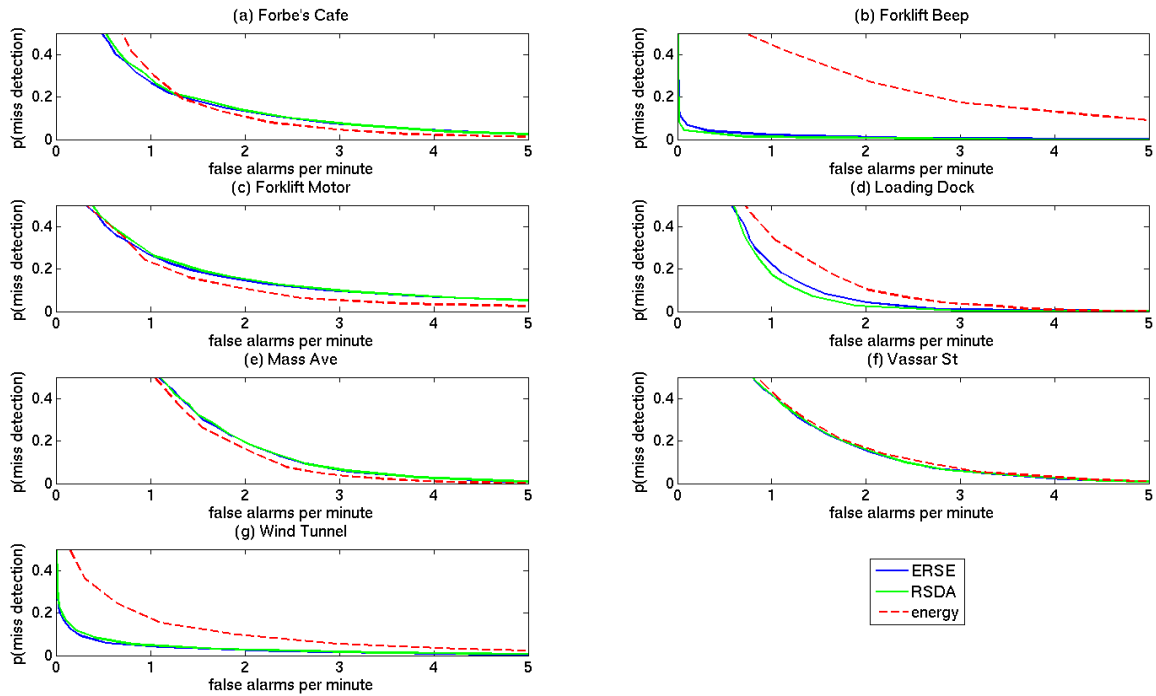 (a) Forbe's Cafe
p(miss detection)
0.4
0.2
0
0 1 2 3 4 5
false alarms per minute
(b) Forklift Beep
p(miss detection)
0.4
0.2
0
0 1 2 3 4 5
false alarms per minute
(c) Forklift Motor
p(miss detection)
0.4
0.2
0
0 1 2 3 4 5
false alarms per minute
(d) Loading Dock
p(miss detection)
0.4
0.2
0
0 1 2 3 4 5
false alarms per minute
(e) Mass Ave
p(miss detection)
0.4
0.2
0
0 1 2 3 4 5
false alarms per minute
(f) Vassar St
p(miss detection)
0.4
0.2
0
0 1 2 3 4 5
false alarms per minute
(g) Wind Tunnel
p(miss detection)
0.4
0.2
0
0 1 2 3 4 5
false alarms per minute
ERSE
RSDA
energy